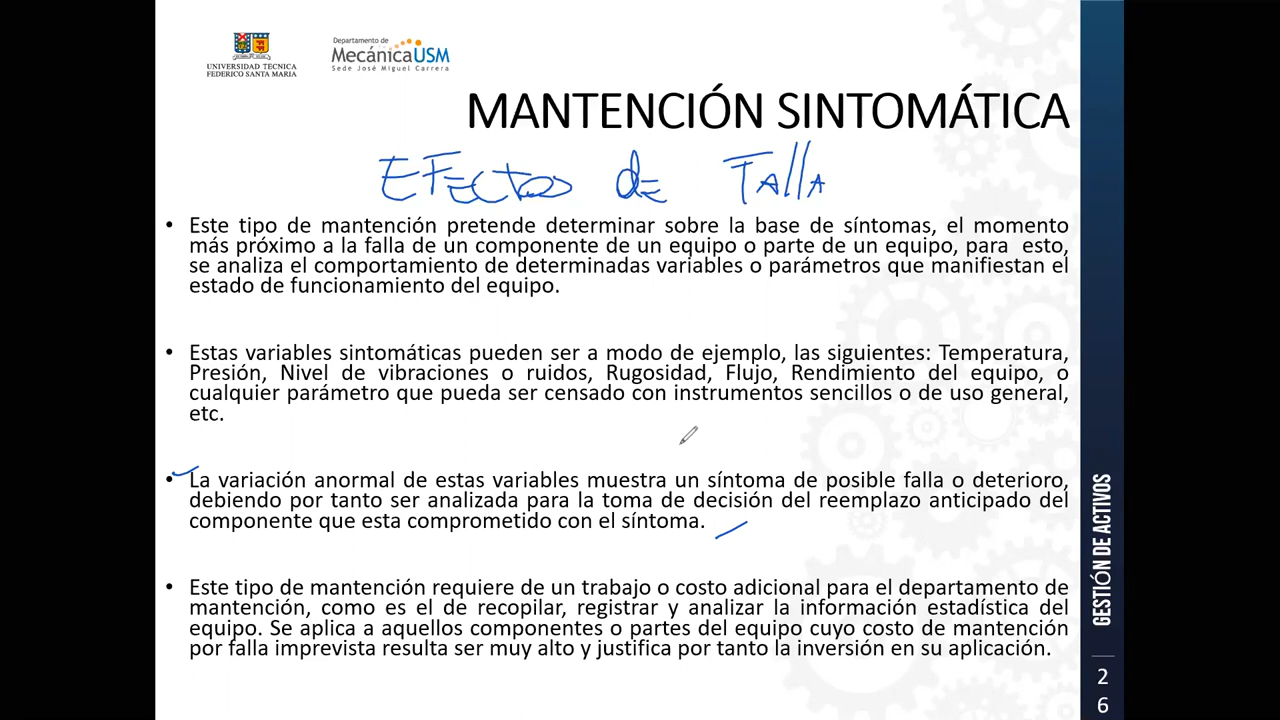 UNIVERSIDAD TECNICA
FEDERICO SANTA MARIA
Departamento de
MecánicaUSM
Sede José Miguel Carrera
MANTENCIÓN SINTOMÁTICA
EFECTOS DE FALLA
• Este tipo de mantención pretende determinar sobre la base de síntomas, el momento
más próximo a la falla de un componente de un equipo o parte de un equipo, para esto,
se analiza el comportamiento de determinadas variables o parámetros que manifiestan el
estado de funcionamiento del equipo.
• Estas variables sintomáticas pueden ser a modo de ejemplo, las siguientes: Temperatura,
Presión, Nivel de vibraciones o ruidos, Rugosidad, Flujo, Rendimiento del equipo, o
cualquier parámetro que pueda ser censado con instrumentos sencillos o de uso general,
etc.
• La variación anormal de estas variables muestra un síntoma de posible falla o deterioro,
debiendo por tanto ser analizada para la toma de decisión del reemplazo anticipado del
componente que esta comprometido con el síntoma.
• Este tipo de mantención requiere de un trabajo o costo adicional para el departamento de
mantención, como es el de recopilar, registrar y analizar la información estadística del
equipo. Se aplica a aquellos componentes o partes del equipo cuyo costo de mantención
por falla imprevista resulta ser muy alto y justifica por tanto la inversión en su aplicación.
GESTIÓN DE ACTIVOS
2
6